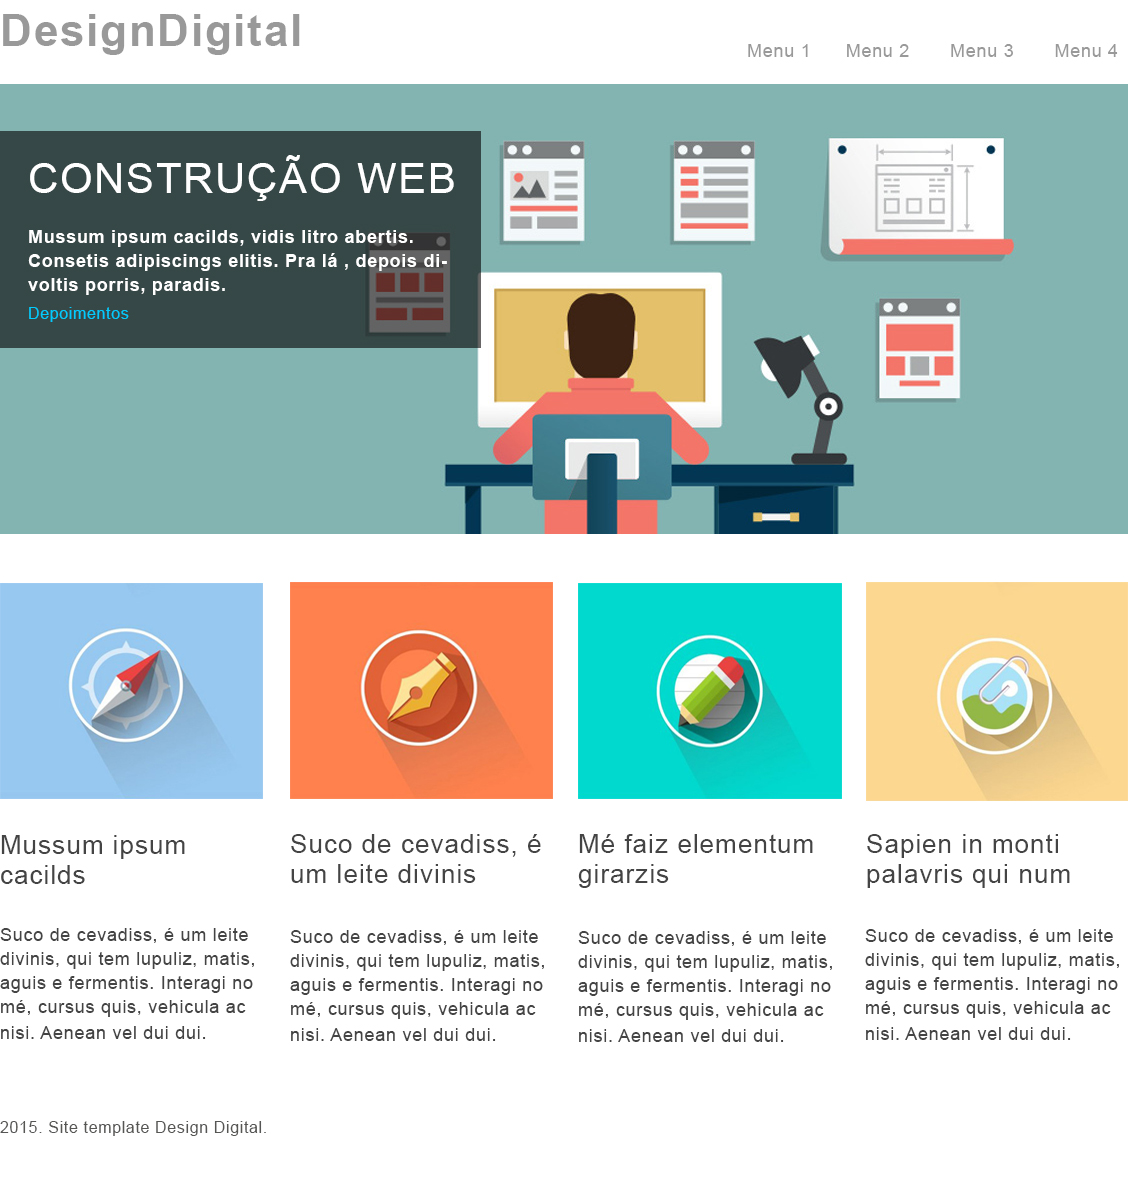 DesignDigital
Menu 1 Menu 2 Menu 3 Menu 4
CONSTRUÇÃO WEB
Mussum ipsum cacilds, vidis litro abertis.
Consetis adipiscings elitis. Pra lá , depois di-
voltis porris, paradis.
Depoimentos
Mussum ipsum
cacilds
Suco de cevadiss, é um leite
divinis, qui tem lupuliz, matis,
aguis e fermentis. Interagi no
mé, cursus quis, vehicula ac
nisi. Aenean vel dui dui.
Suco de cevadiss, é
um leite divinis
Suco de cevadiss, é um leite
divinis, qui tem lupuliz, matis,
aguis e fermentis. Interagi no
mé, cursus quis, vehicula ac
nisi. Aenean vel dui dui.
Mé faiz elementum
girarzis
Suco de cevadiss, é um leite
divinis, qui tem lupuliz, matis,
aguis e fermentis. Interagi no
mé, cursus quis, vehicula ac
nisi. Aenean vel dui dui.
Sapien in monti
palavris qui num
Suco de cevadiss, é um leite
divinis, qui tem lupuliz, matis,
aguis e fermentis. Interagi no
mé, cursus quis, vehicula ac
nisi. Aenean vel dui dui.
2015. Site template Design Digital.